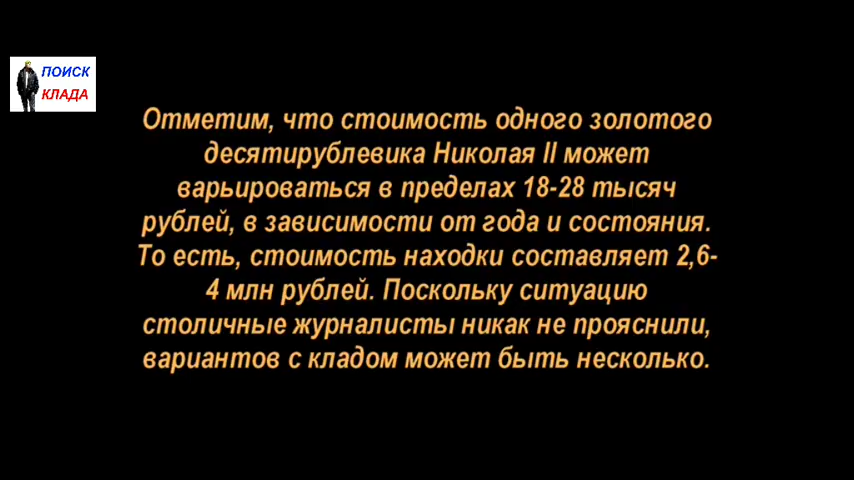 ПОИСК
КЛАДА
Отметим, что стоимость одного золотого
десятирублевика Николая II может
варьироваться в пределах 18-28 тысяч
рублей, в зависимости от года и состояния.
То есть, стоимость находки составляет 2,6-
4 млн рублей. Поскольку ситуацию
столичные журналисты никак не прояснили,
вариантов с кладом может быть несколько.